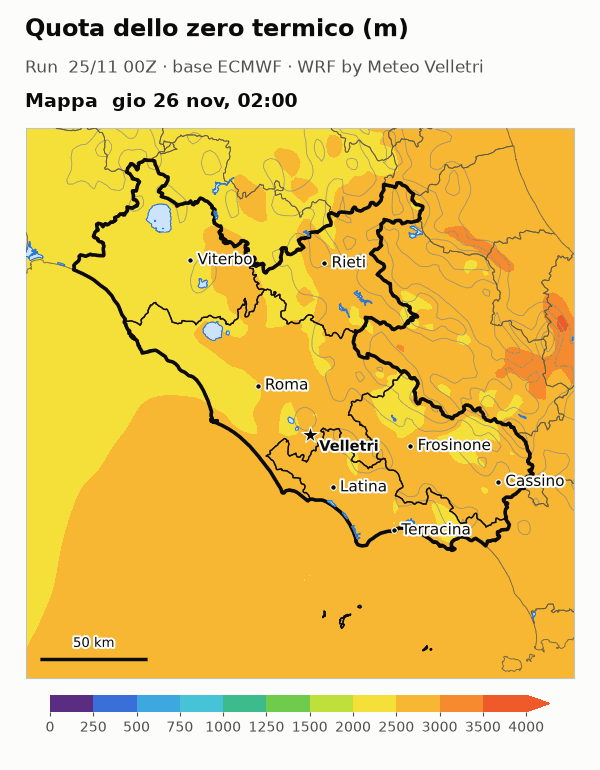 Quota dello zero termico (m)
Run  25/11 00Z · base ECMWF · WRF by Meteo Velletri
Mappa  gio 26 nov, 02:00
Viterbo
Rieti
Roma
Velletri
Frosinone
Latina
Cassino
Terracina
50 km
0 250 500 750 1000 1250 1500 2000 2500 3000 3500 4000